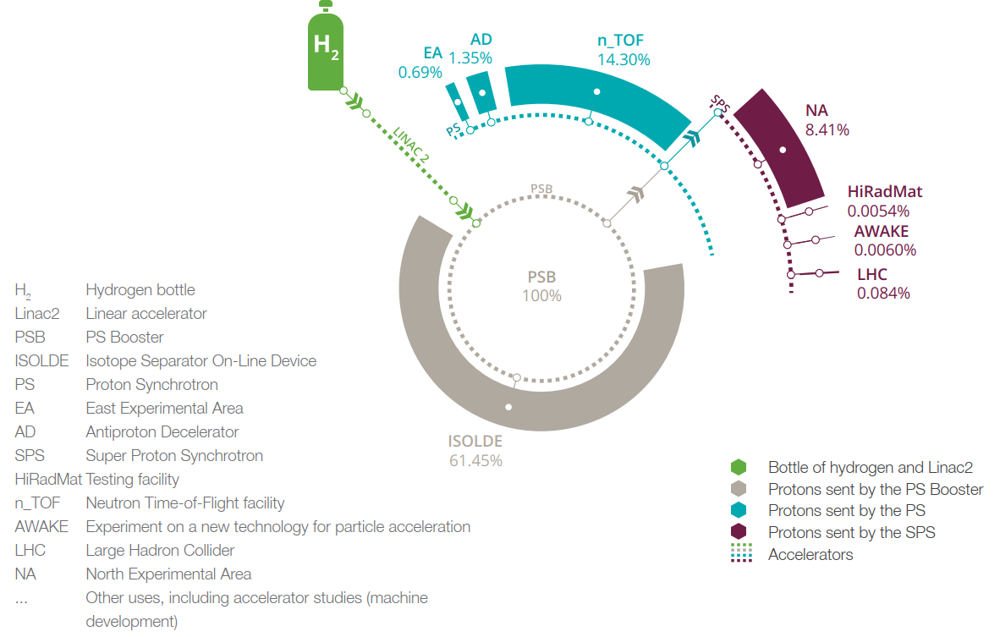 H2
LINAC 2
EA
0.69%
AD
1.35%
n_TOF
14.30%
PS
SPS
NA
8.41%
HiRadMat
0.0054%
AWAKE
0.0060%
LHC
0.084%
PSB
PSB
100%
ISOLDE
61.45%
H2 Hydrogen bottle
Linac2 Linear accelerator
PSB PS Booster
ISOLDE Isotope Separator On-Line Device
PS Proton Synchrotron
EA East Experimental Area
AD Antiproton Decelerator
SPS Super Proton Synchrotron
HiRadMat Testing facility
n_TOF Neutron Time-of-Flight facility
AWAKE Experiment on a new technology for particle acceleration
LHC Large Hadron Collider
NA North Experimental Area
... Other uses, including accelerator studies (machine
development)
Bottle of hydrogen and Linac2
Protons sent by the PS Booster
Protons sent by the PS
Protons sent by the SPS
Accelerators